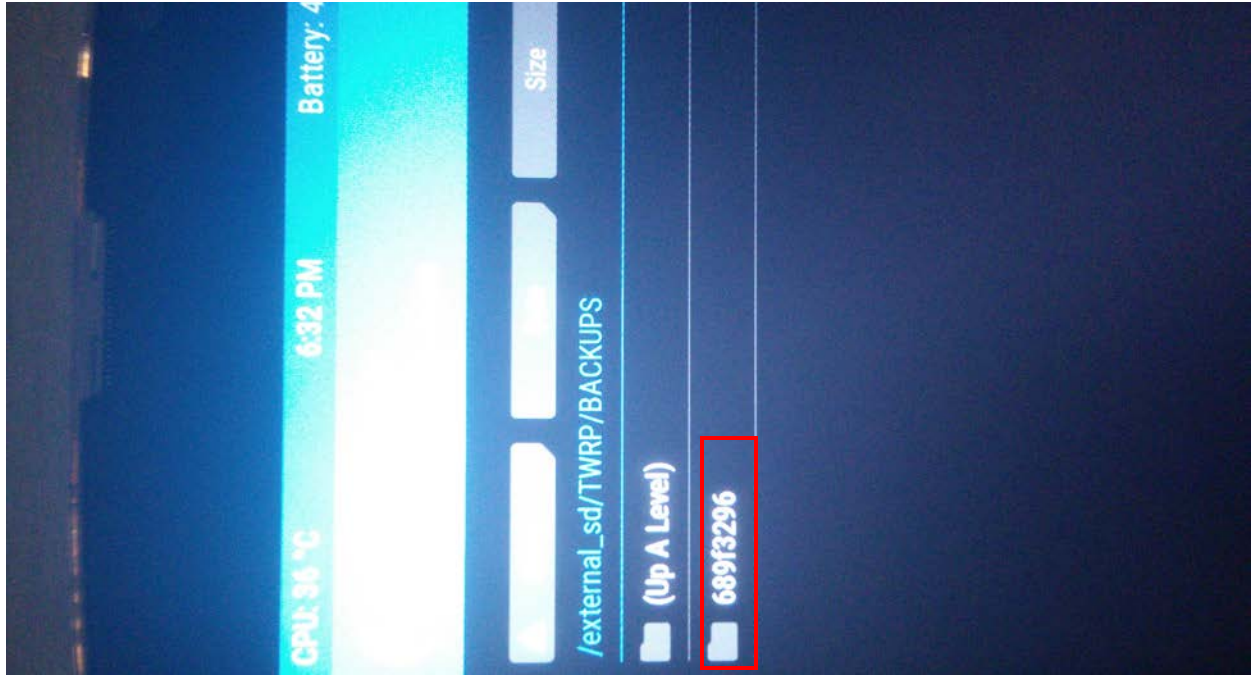 CPU: 36 °C 6:32 PM Battery: 4
Size
/external_sd/TWRP/BACKUPS
(Up A Level)
689f3296